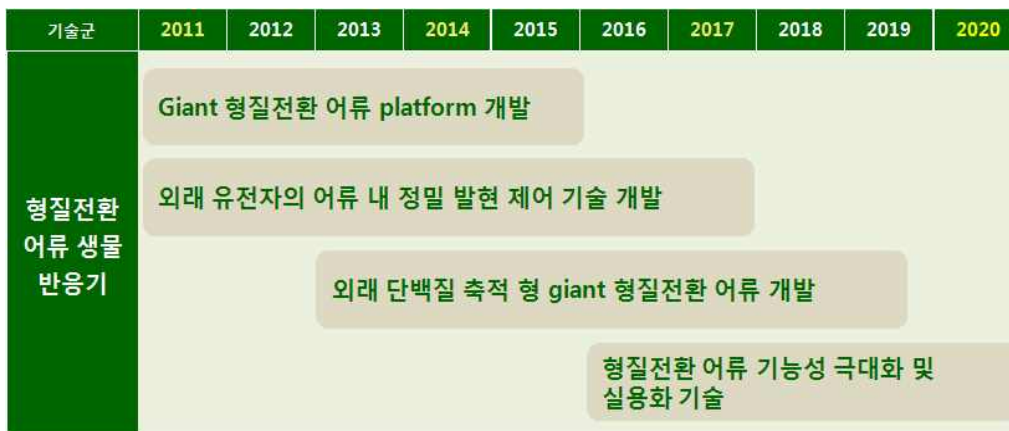 기술군 2011 2012 2013 2014 2015 2016 2017 2018 2019 2020
형질전환
어류 생물
반응기
Giant 형질전환 어류 platform 개발
외래 유전자의 어류 내 정밀 발현 제어 기술 개발
외래 단백질 축적 형 giant 형질전환 어류 개발
형질전환 어류 기능성 극대화 및
실용화 기술